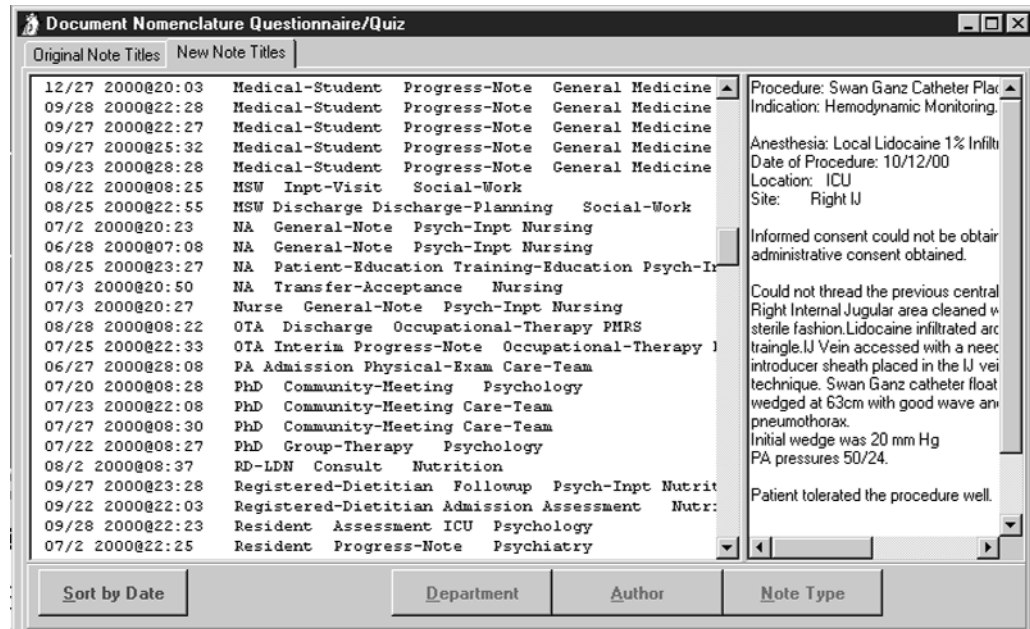 Document Nomenclature Questionnaire/Quiz
Original Note Titles New Note Titles
12/27 2000@20:03 Medical-Student Progress-Note General Medicine
09/28 2000@22:28 Medical-Student Progress-Note General Medicine
09/27 2000@22:27 Medical-Student Progress-Note General Medicine
09/27 2000@25:32 Medical-Student Progress-Note General Medicine
09/23 2000@28:28 Medical-Student Progress-Note General Medicine
08/22 2000@08:25 MSW Inpt-Visit Social-Work
08/25 2000@22:55 MSW Discharge Discharge-Planning Social-Work
07/2 2000@20:23 NA General-Note Psych-Inpt Nursing
06/28 2000@07:08 NA General-Note Psych-Inpt Nursing
08/25 2000@23:27 NA Patient-Education Training-Education
07/3 2000@20:50 NA Transfer-Acceptance Nursing
07/3 2000@20:27 Nurse General-Note Psych-Inpt Nursing
08/28 2000@08:22 OTA Discharge Occupational-Therapy PMRS
07/25 2000@22:33 OTA Interim Progress-Note Occupational-Therapy
06/27 2000@28:08 PA Admission Physical-Exam Care-Team
07/20 2000@08:28 PhD Community-Meeting Psychology
07/23 2000@22:08 PhD Community-Meeting Care-Team
07/27 2000@08:30 PhD Community-Meeting Care-Team
07/22 2000@08:27 PhD Group-Therapy Psychology
08/2 2000@08:37 RD-LDN Consult Nutrition
09/27 2000@23:28 Registered-Dietitian Followup Psych-Inpt Nutrit
09/22 2000@22:03 Registered-Dietitian Admission Assessment Nutr
09/28 2000@22:23 Resident Assessment ICU Psychology
07/2 2000@22:25 Resident Progress-Note Psychiatry
Procedure: Swan Ganz Catheter Plac
Indication: Hemodynamic Monitoring.
Anesthesia: Local Lidocaine 1% Infiltr
Date of Procedure: 10/12/00
Location: ICU
Site: Right IJ
Informed consent could not be obtair
administrative consent obtained.
Could not thread the previous central
Right Internal Jugular area cleaned w
sterile fashion.Lidocaine infiltrated arc
traingle.IJ Vein accessed with a need
introducer sheath placed in the IJ vei
technique. Swan Ganz catheter float
wedged at 63cm with good wave and
pneumothorax.
Initial wedge was 20 mm Hg
PA pressures 50/24.
Patient tolerated the procedure well.
Sort by Date Department Author Note Type